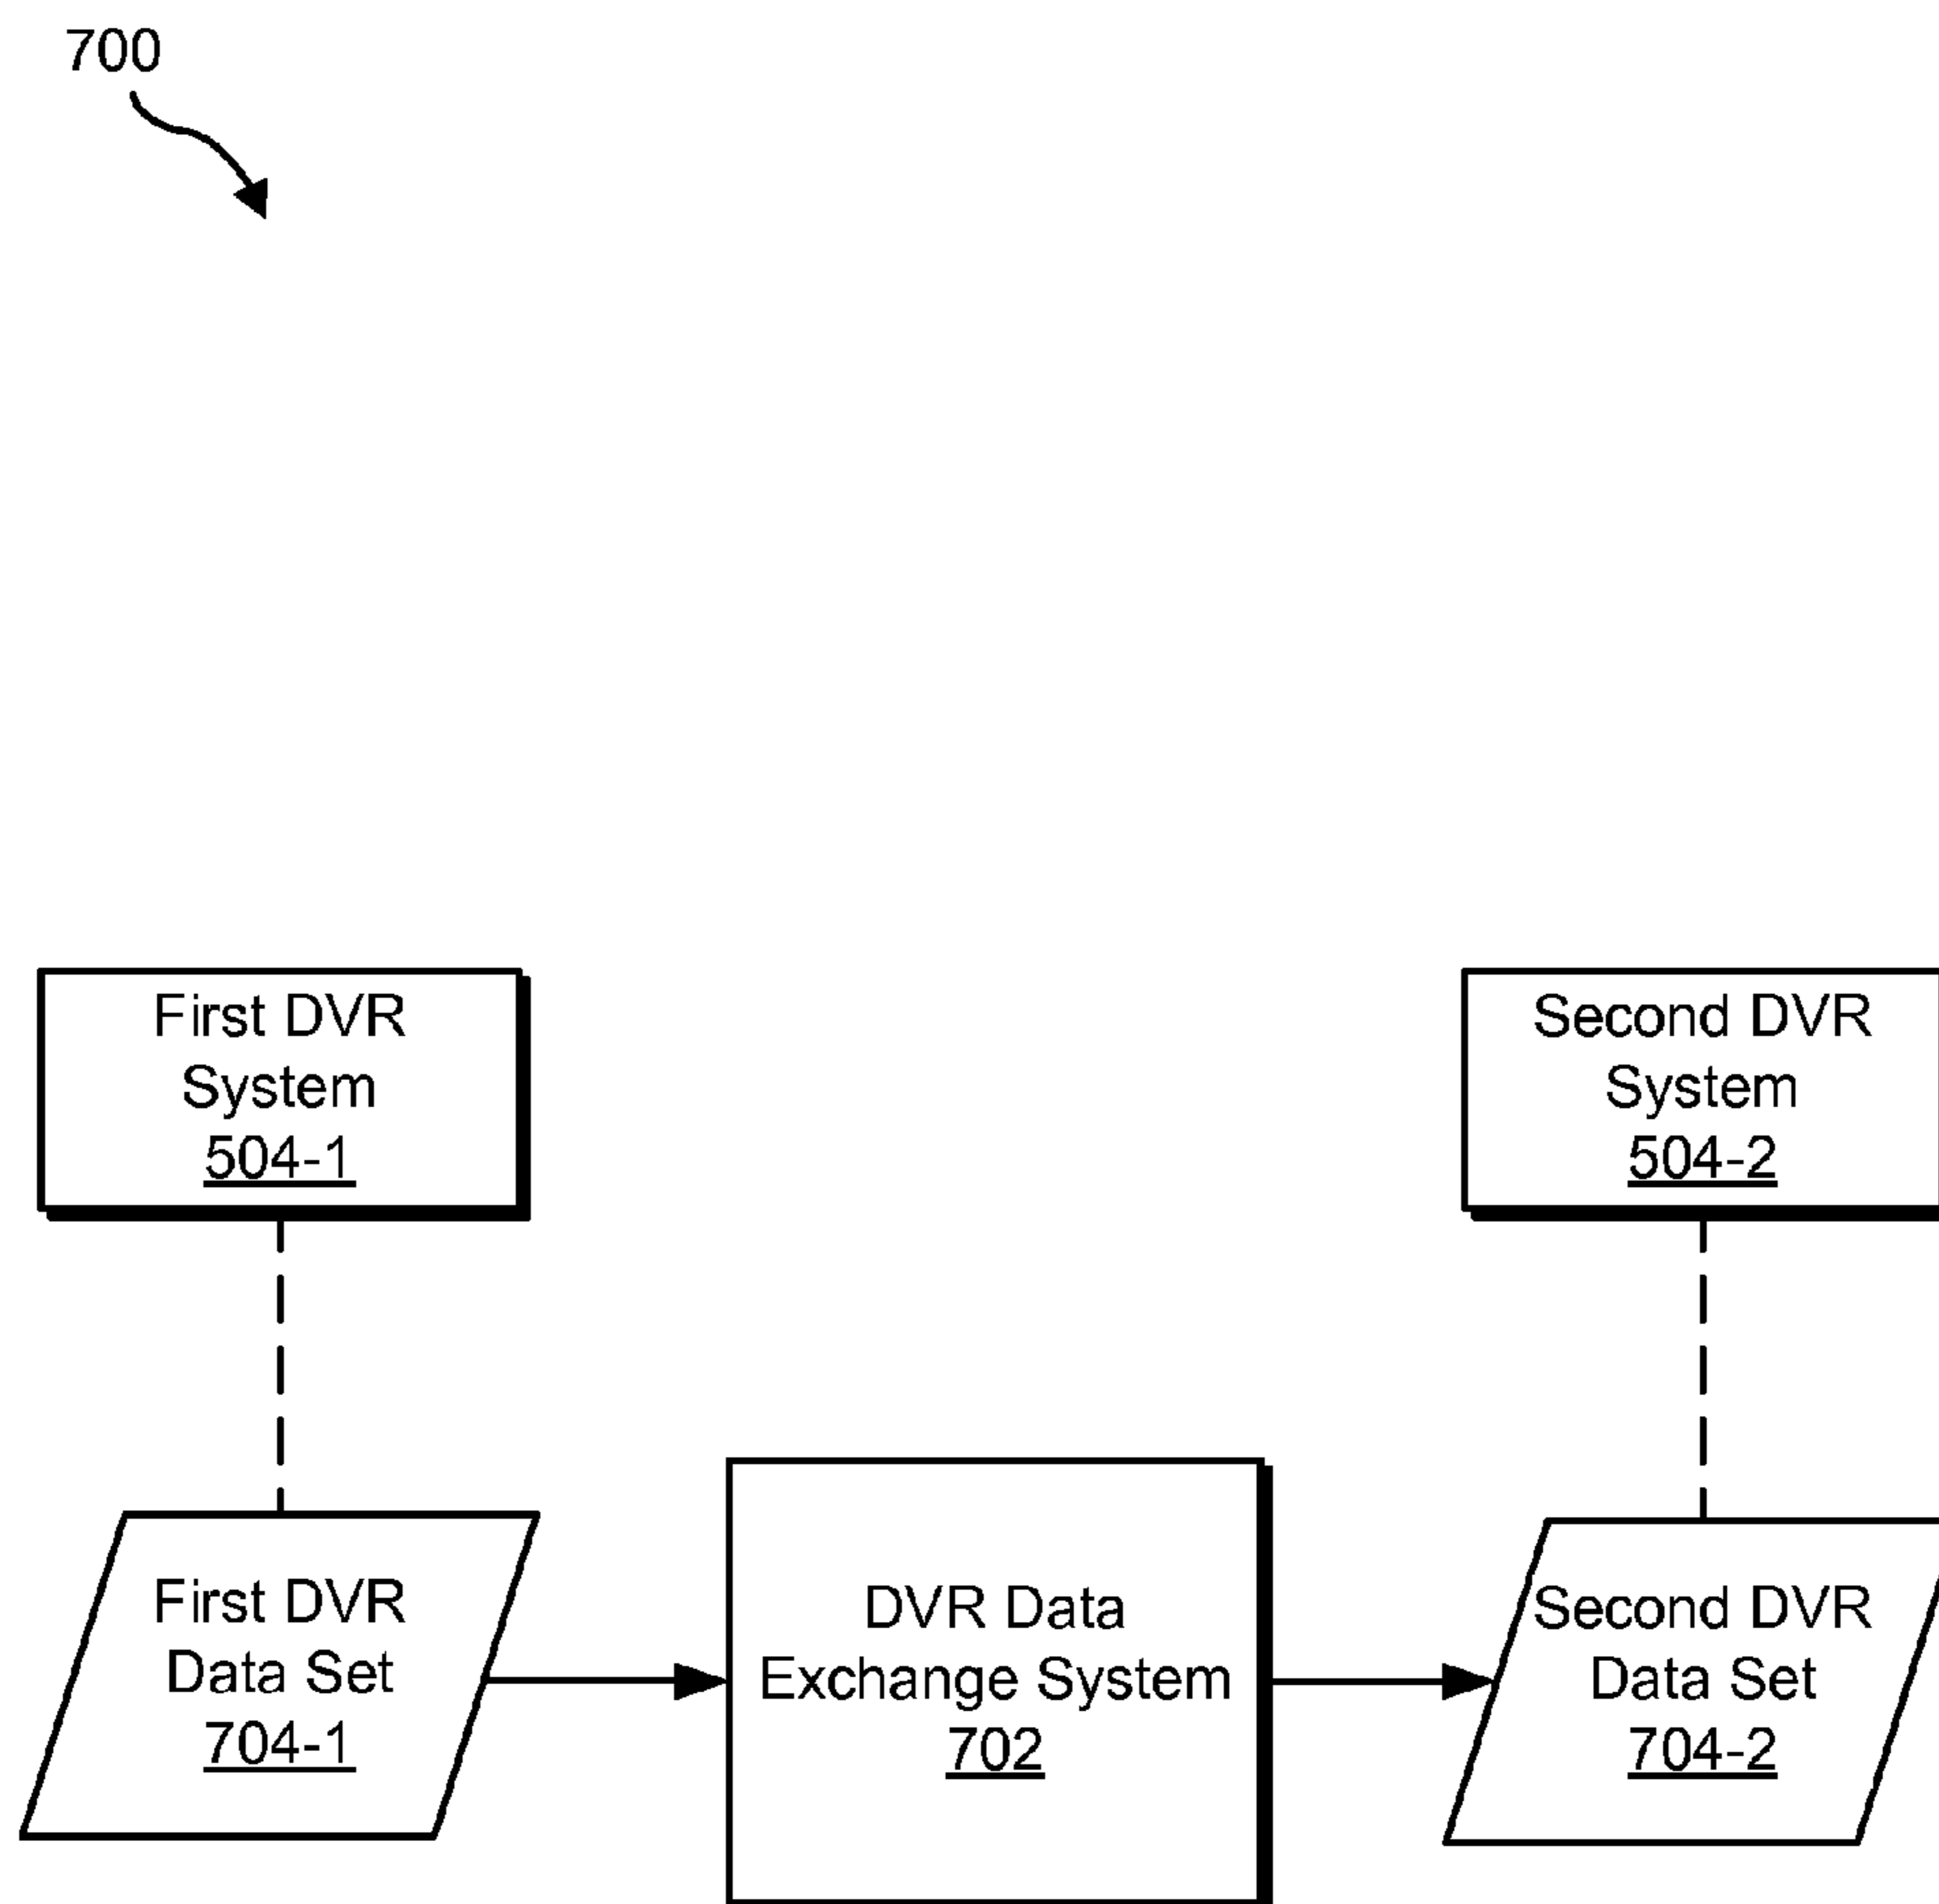 700
First DVR
System
504-1
Second DVR
System
504-2
First DVR
Data Set
704-1
DVR Data
Exchange System
702
Second DVR
Data Set
704-2